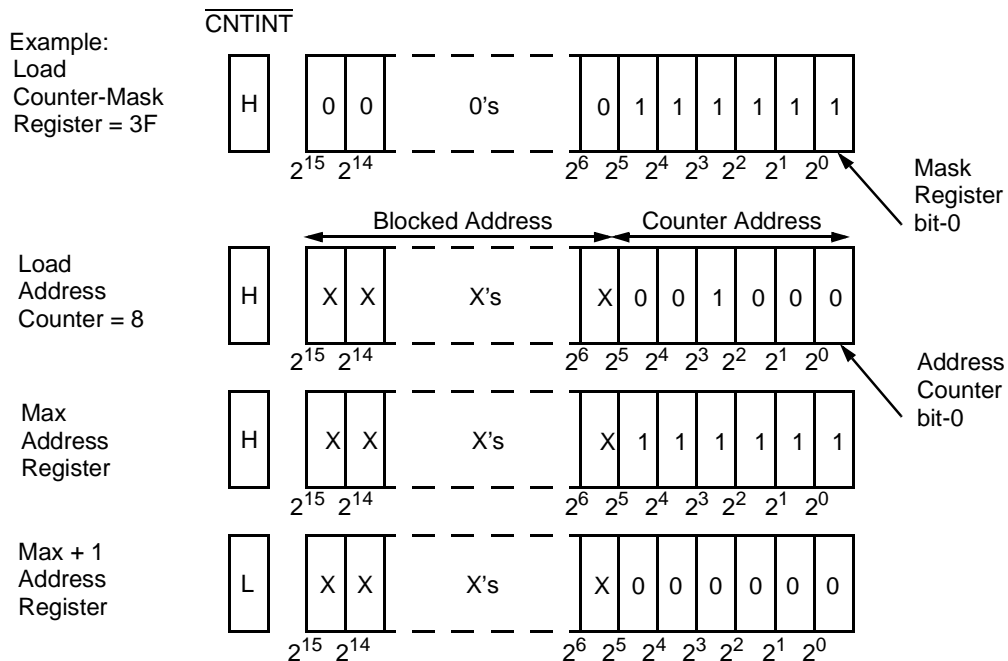 CNTINT
Example:
Load
Counter-Mask
Register = 3F
H
0 0 0's 0 1 1 1 1 1 1
2^15 2^14 2^6 2^5 2^4 2^3 2^2 2^1 2^0
Mask
Register
bit-0
Blocked Address Counter Address
Load
Address
Counter = 8
H
X X X's X 0 0 1 0 0 0
2^15 2^14 2^6 2^5 2^4 2^3 2^2 2^1 2^0
Address
Counter
bit-0
Max
Address
Register
H
X X X's X 1 1 1 1 1 1
2^15 2^14 2^6 2^5 2^4 2^3 2^2 2^1 2^0
Max + 1
Address
Register
L
X X X's X 0 0 0 0 0 0
2^15 2^14 2^6 2^5 2^4 2^3 2^2 2^1 2^0